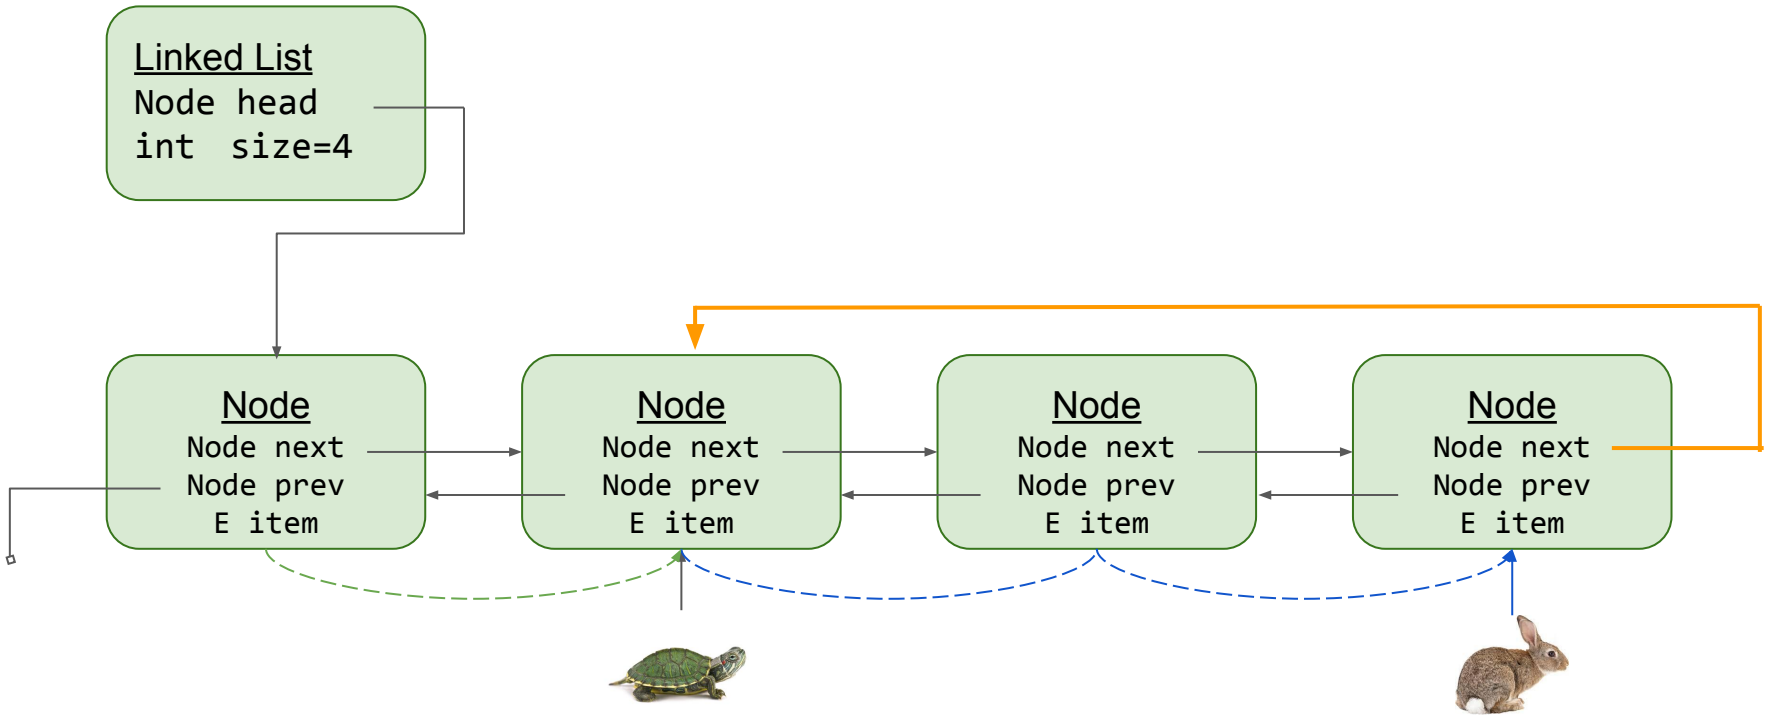 Linked List
Node head
int size=4
Node
Node next
Node prev
E item
Node
Node next
Node prev
E item
Node
Node next
Node prev
E item
Node
Node next
Node prev
E item